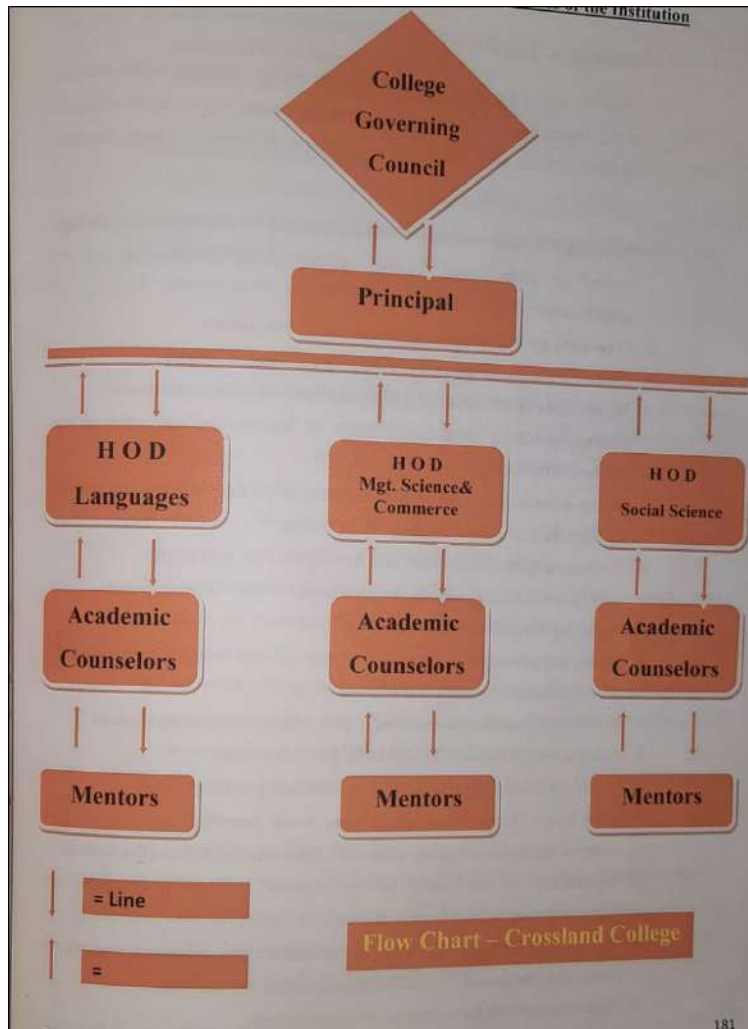 of the Institution
College
Governing
Council
Principal
H O D
Languages
H O D
Mgt. Science&
Commerce
H O D
Social Science
Academic
Counselors
Academic
Counselors
Academic
Counselors
Mentors
Mentors
Mentors
= Line
=
Flow Chart – Crossland College
181